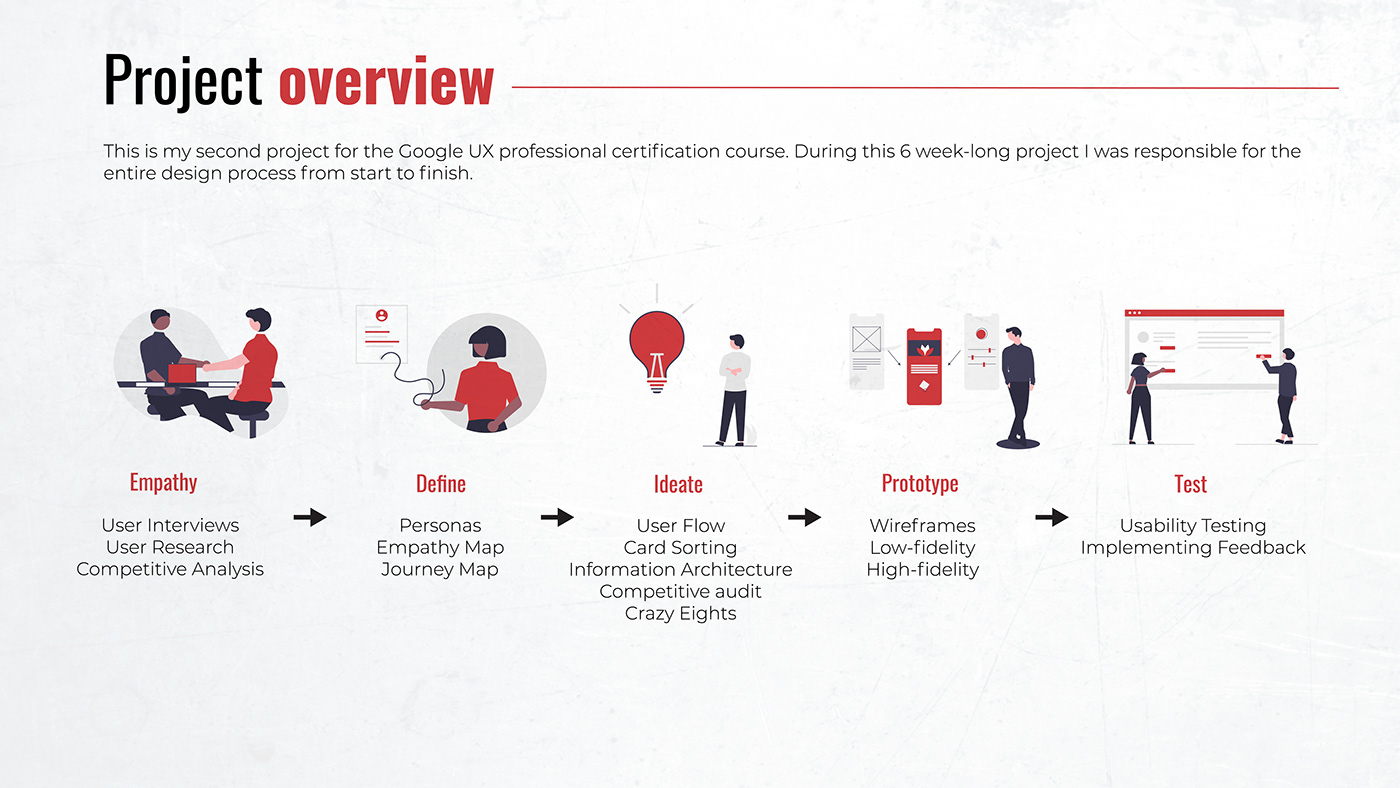 Project overview
This is my second project for the Google UX professional certification course. During this 6 week-long project I was responsible for the
entire design process from start to finish.
Empathy
User Interviews
User Research
Competitive Analysis
Define
Personas
Empathy Map
Journey Map
Ideate
User Flow
Card Sorting
Information Architecture
Competitive audit
Crazy Eights
Prototype
Wireframes
Low-fidelity
High-fidelity
Test
Usability Testing
Implementing Feedback